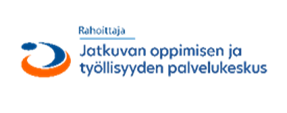 Rahoittaja
Jatkuvan oppimisen ja
työllisyyden palvelukeskus